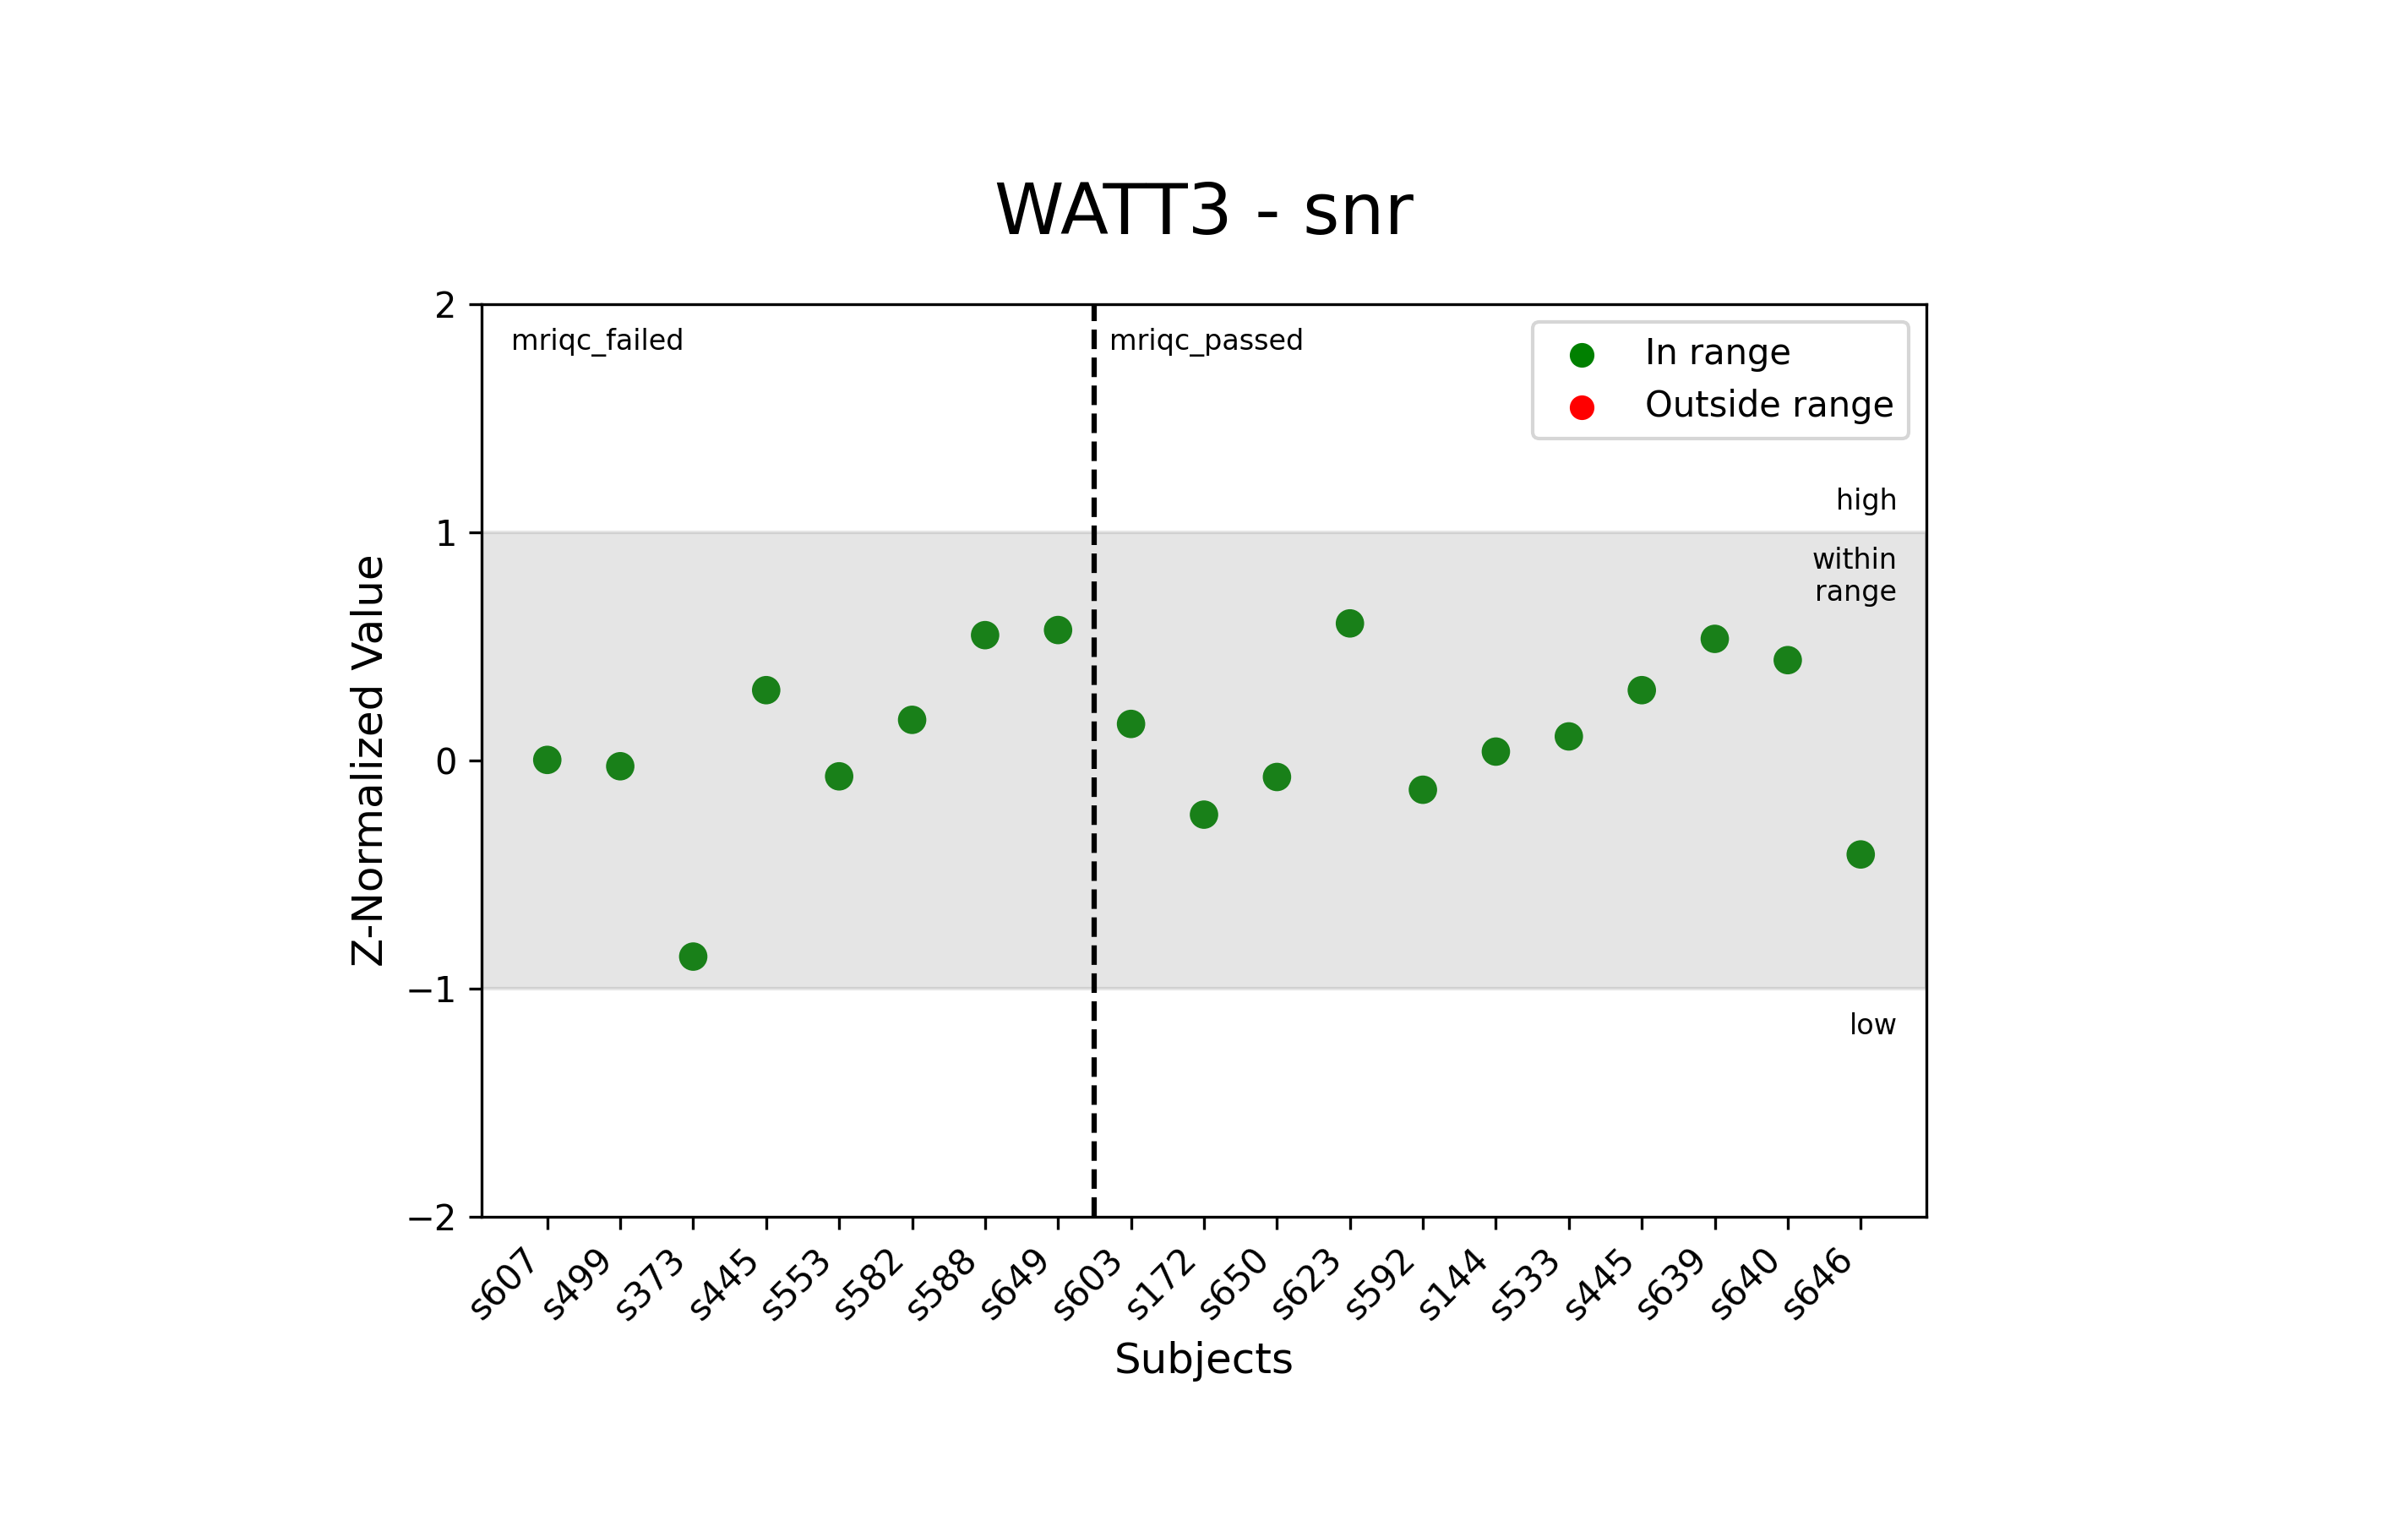 WATT3 - snr
2
mriqc_failed
mriqc_passed
In range
Outside range
high
1
within
range
Z-Normalized Value
0
−1
low
−2
s607
s499
s373
s445
s553
s582
s588
s649
s603
s172
s650
s623
s592
s144
s533
s445
s639
s640
s646
Subjects